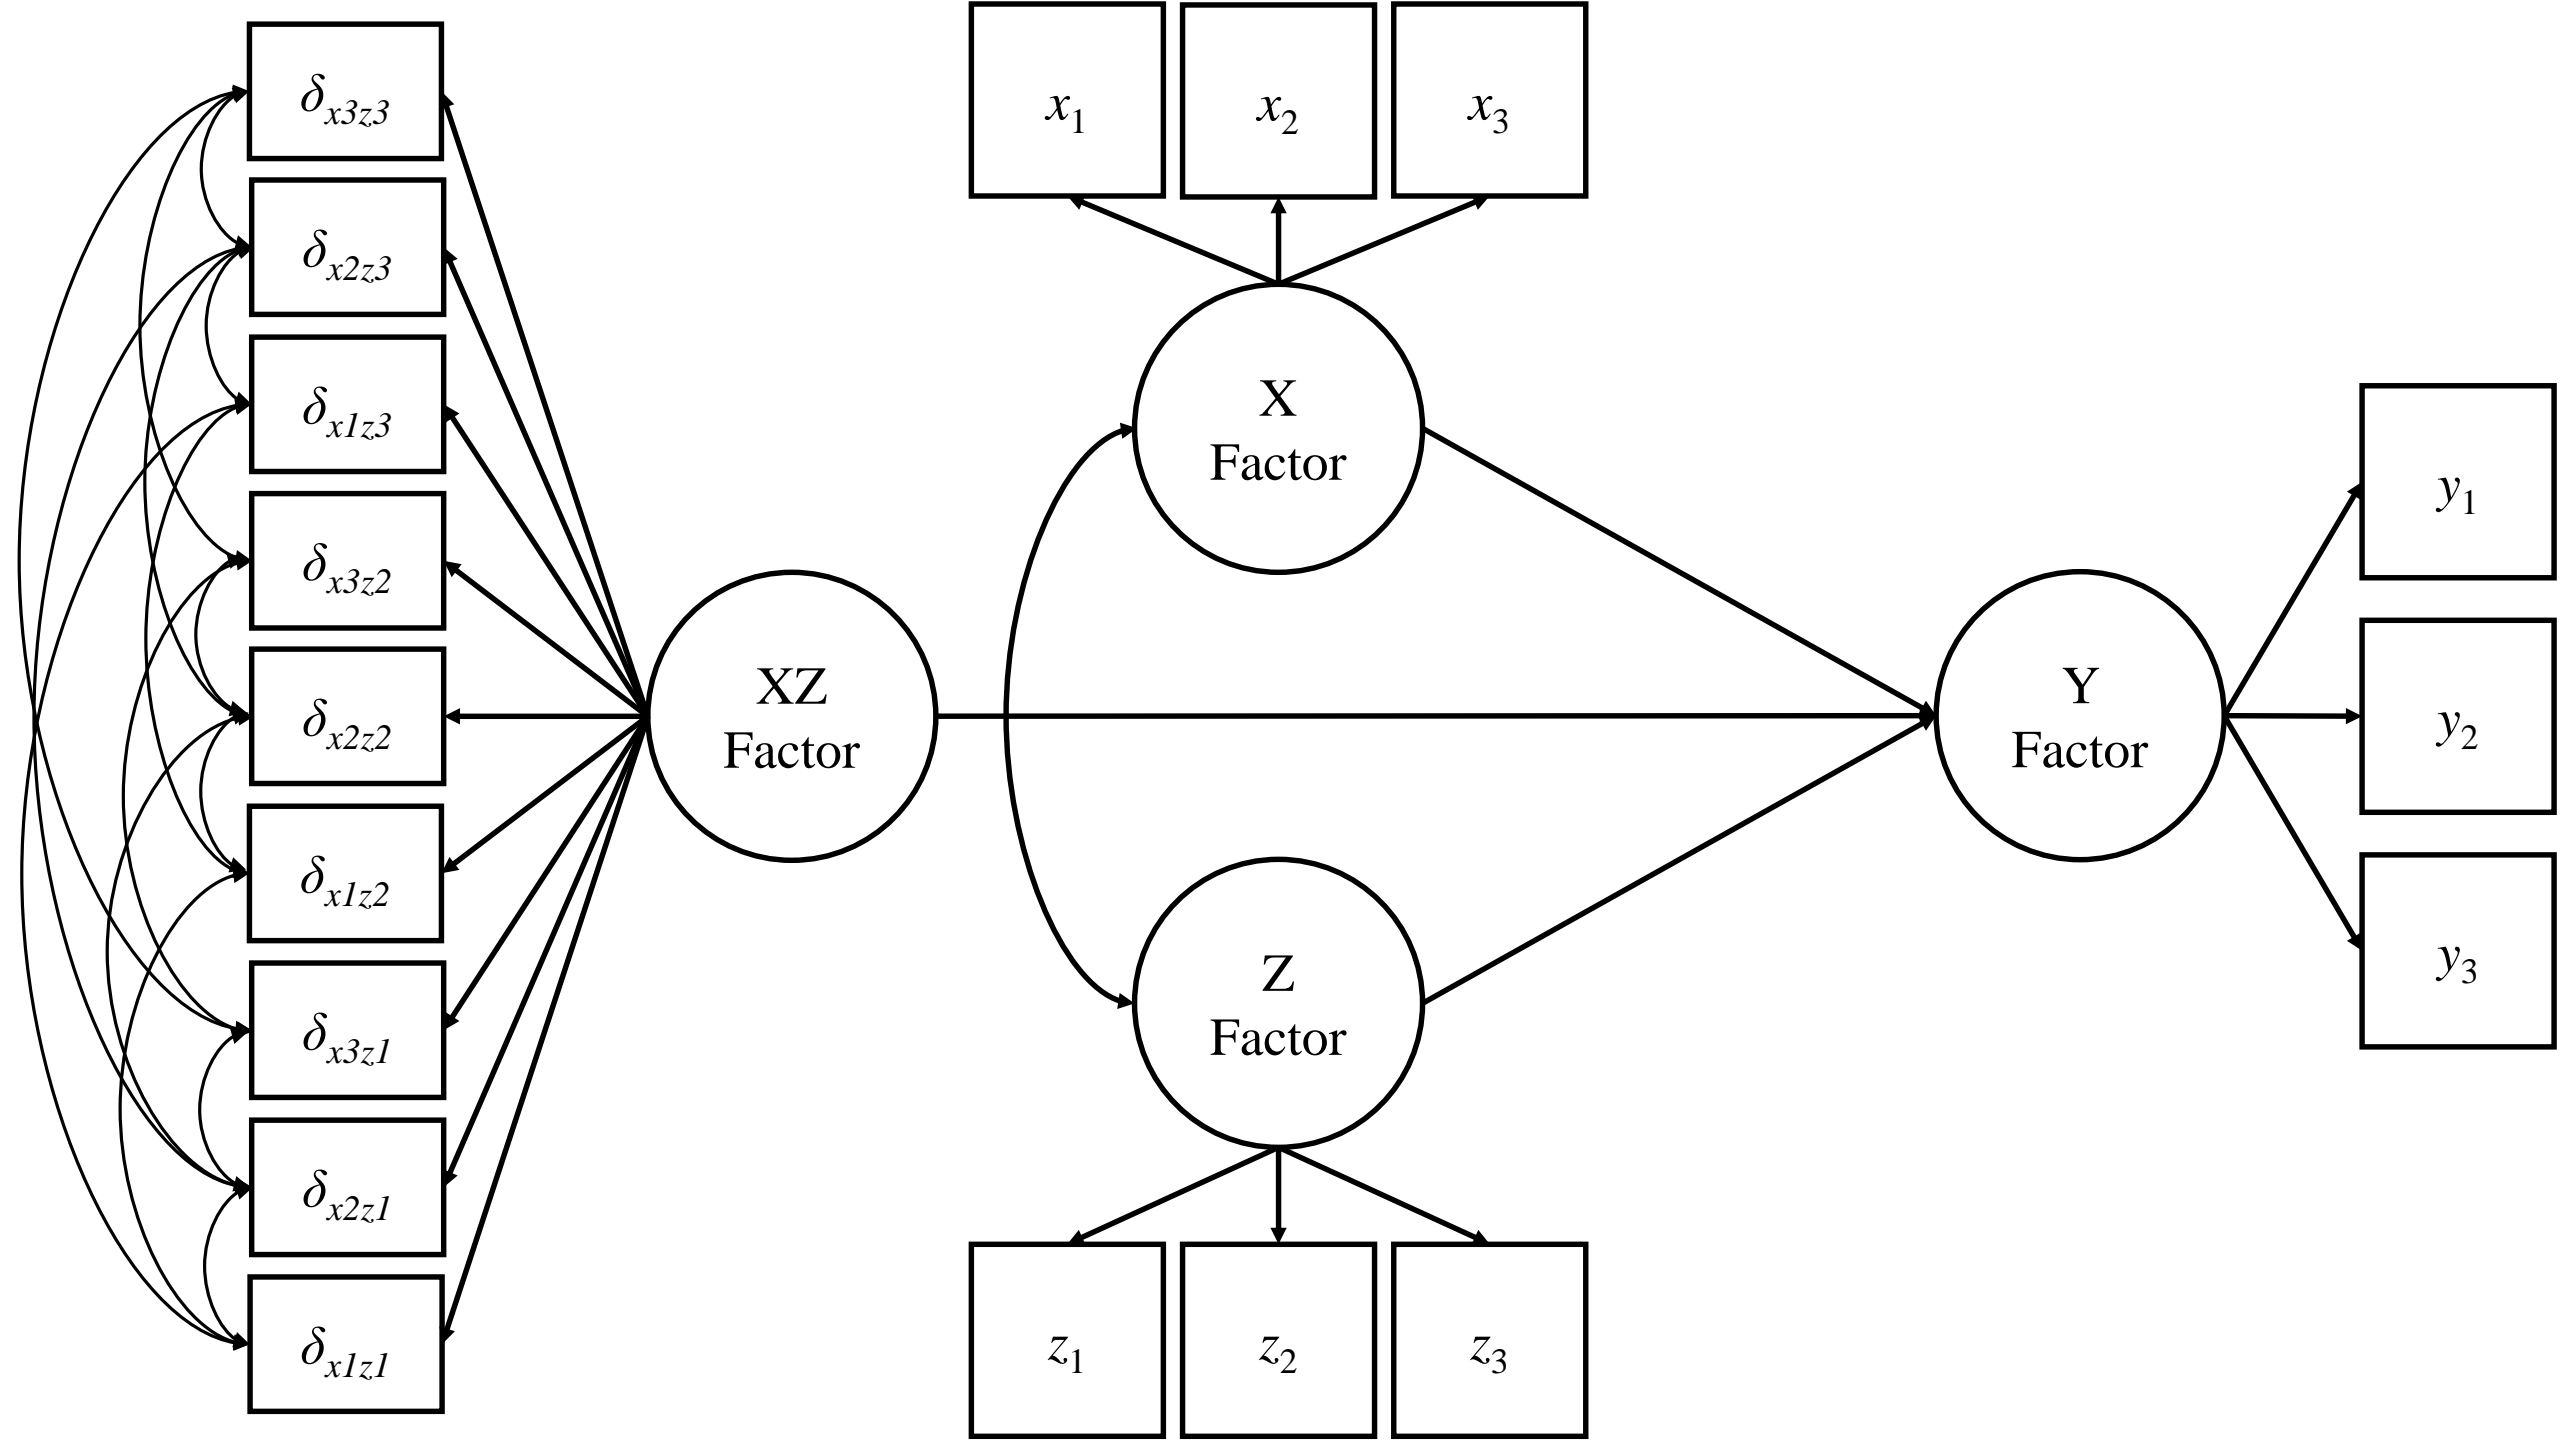 δx3z3
δx2z3
δx1z3
δx3z2
δx2z2
δx1z2
δx3z1
δx2z1
δx1z1
XZ
Factor
x1
x2
x3
X
Factor
Z
Factor
z1
z2
z3
Y
Factor
y1
y2
y3